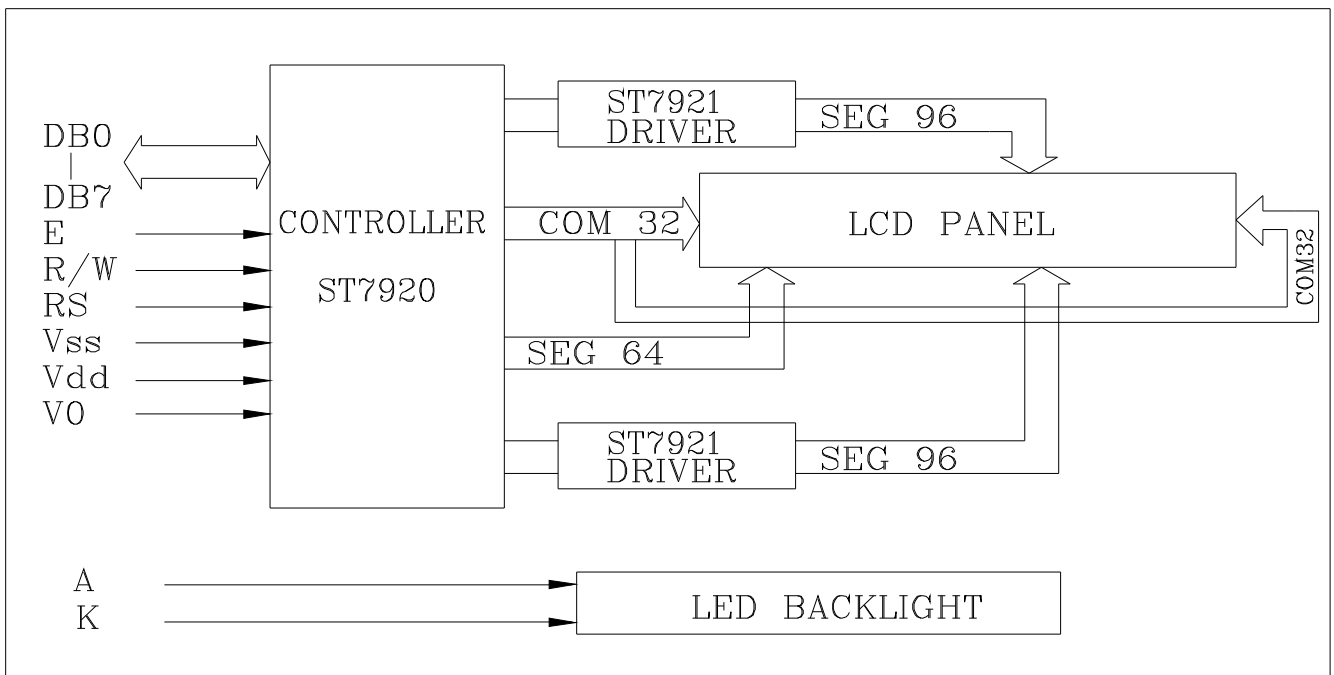 DB0
DB7
E
R/W
RS
Vss
Vdd
V0
CONTROLLER
ST7920
ST7921
DRIVER
SEG 96
COM 32
LCD PANEL
COM32
SEG 64
ST7921
DRIVER
SEG 96
A
K
LED BACKLIGHT